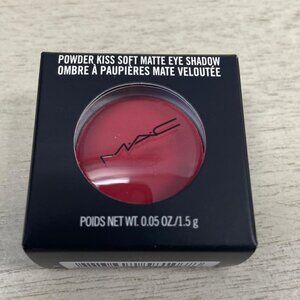 POWDER KISS SOFT MATTE EYE SHADOW
OMBRE À PAUPIÈRES MATE VELOUTÉE
MAC
POIDS NET WT. 0.05 OZ/1.5 g